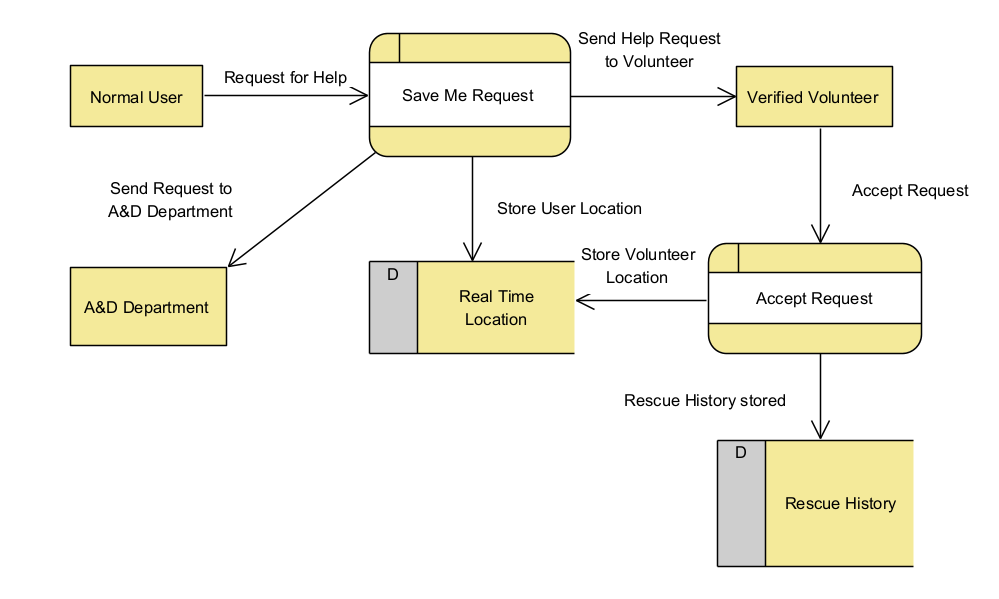 Send Help Request
to Volunteer
Request for Help
Normal User
Save Me Request
Verified Volunteer
Send Request to
A&D Department
Accept Request
Store User Location
Store Volunteer
Location
D
Real Time
Location
A&D Department
Accept Request
Rescue History stored
D
Rescue History